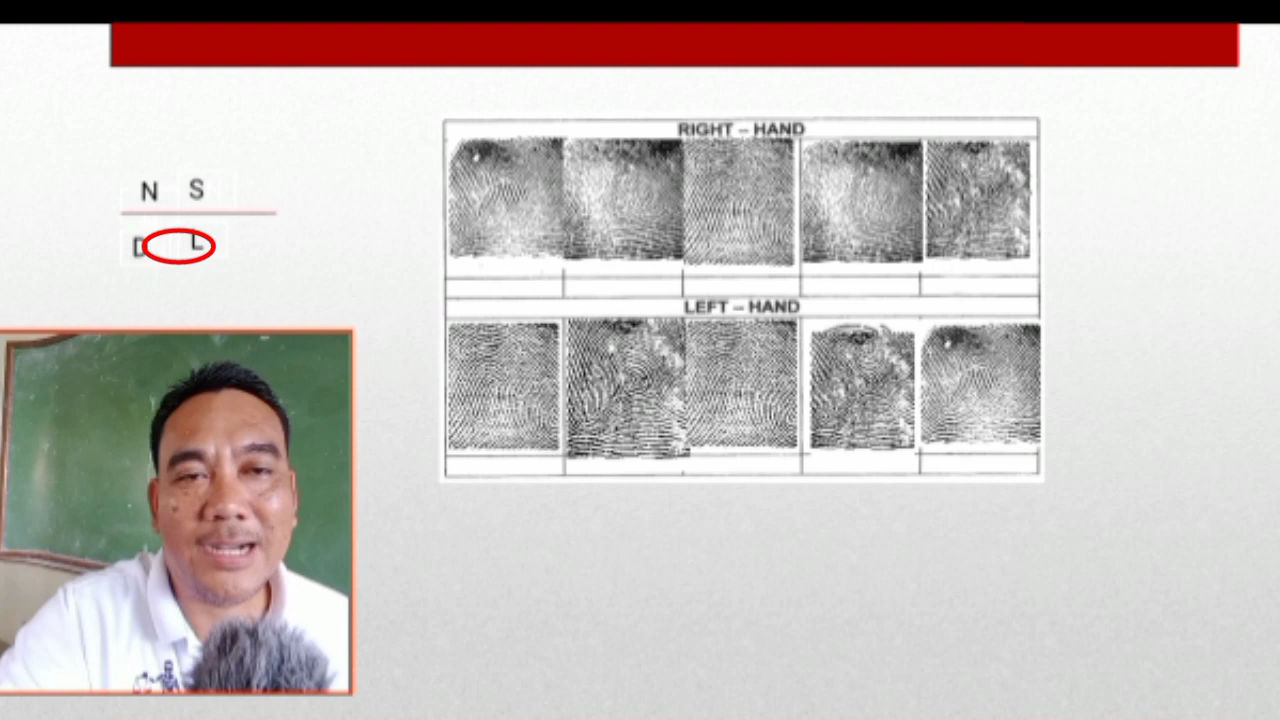 N S
D L
RIGHT – HAND
LEFT – HAND